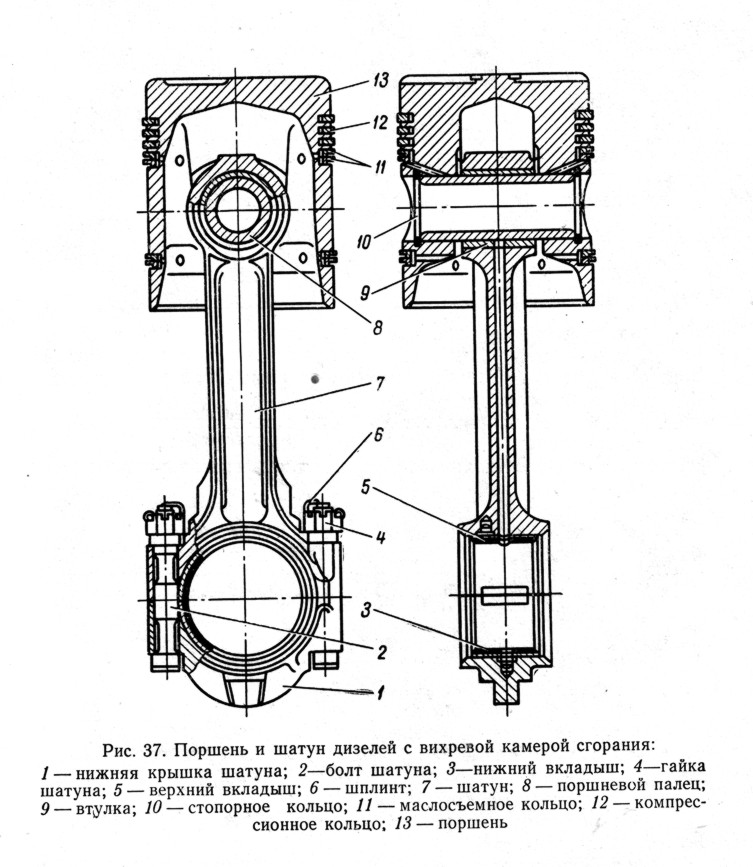 13
12
11
10
9
8
7
6
5
4
3
2
1
Рис. 37. Поршень и шатун дизелей с вихревой камерой сгорания:
1 — нижняя крышка шатуна; 2—болт шатуна; 3—нижний вкладыш; 4—гайка
шатуна; 5 — верхний вкладыш; 6 — шплинт; 7 — шатун; 8 — поршневой палец;
9 — втулка; 10 — стопорное кольцо; 11 — маслосъемное кольцо; 12 — компрес-
сионное кольцо; 13 — поршень